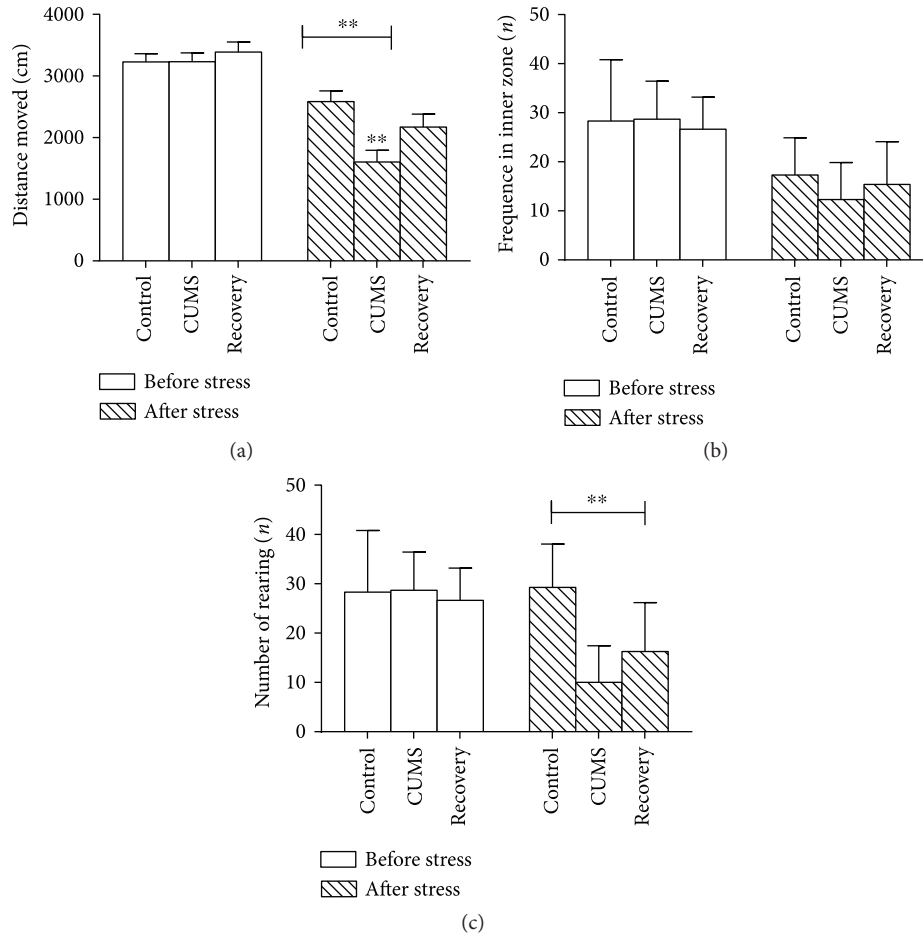 4000
3000
2000
1000
0
Distance moved (cm)
**
**
Control
CUMS
Recovery
Control
CUMS
Recovery
Before stress
After stress
(a)
50
40
30
20
10
0
Frequence in inner zone (n)
Control
CUMS
Recovery
Control
CUMS
Recovery
Before stress
After stress
(b)
50
40
30
20
10
0
Number of rearing (n)
**
Control
CUMS
Recovery
Control
CUMS
Recovery
Before stress
After stress
(c)